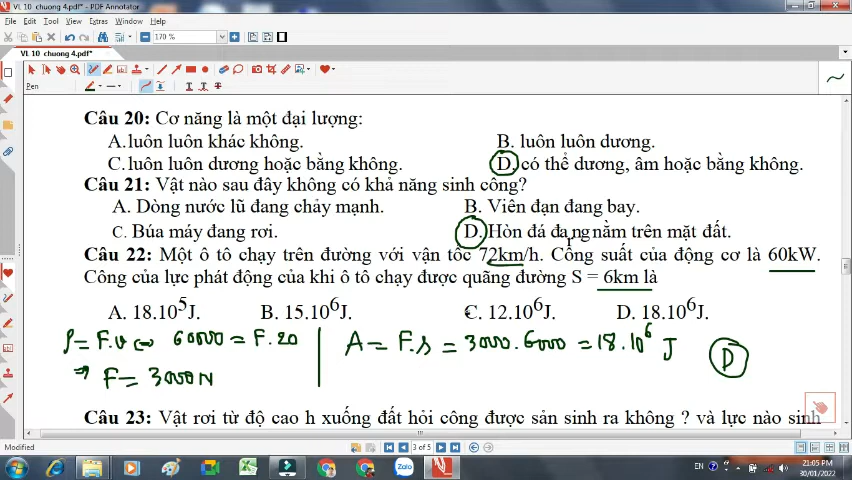 VL 10 chuong 4.pdf* - PDF Annotator
File Edit Tool View Extras Window Help
170 %
VL 10 chuong 4.pdf*
Pen
Câu 20: Cơ năng là một đại lượng:
A.luôn luôn khác không. B. luôn luôn dương.
C.luôn luôn dương hoặc bằng không. D. có thể dương, âm hoặc bằng không.
Câu 21: Vật nào sau đây không có khả năng sinh công?
A. Dòng nước lũ đang chảy mạnh. B. Viên đạn đang bay.
C. Búa máy đang rơi. D. Hòn đá đang nằm trên mặt đất.
Câu 22: Một ô tô chạy trên đường với vận tốc 72km/h. Công suất của động cơ là 60kW.
Công của lực phát động của khi ô tô chạy được quãng đường S = 6km là
A. 18.10⁵J. B. 15.10⁶J. C. 12.10⁶J. D. 18.10⁶J.
P = F.v ⇔ 60000 = F.20 A = F.s = 3000.6000 = 18.10⁶ J D
⇒ F = 3000N
Câu 23: Vật rơi từ độ cao h xuống đất hỏi công được sản sinh ra không ? và lực nào sinh
Modified 3 of 5
Zalo EN 21:05 PM
30/01/2022